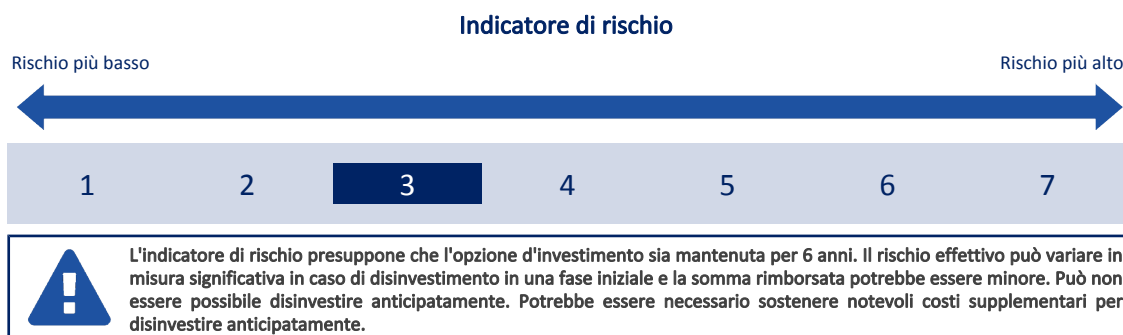 Indicatore di rischio
Rischio più basso
Rischio più alto
1 2 3 4 5 6 7
L'indicatore di rischio presuppone che l'opzione d'investimento sia mantenuta per 6 anni. Il rischio effettivo può variare in
misura significativa in caso di disinvestimento in una fase iniziale e la somma rimborsata potrebbe essere minore. Può non
essere possibile disinvestire anticipatamente. Potrebbe essere necessario sostenere notevoli costi supplementari per
disinvestire anticipatamente.